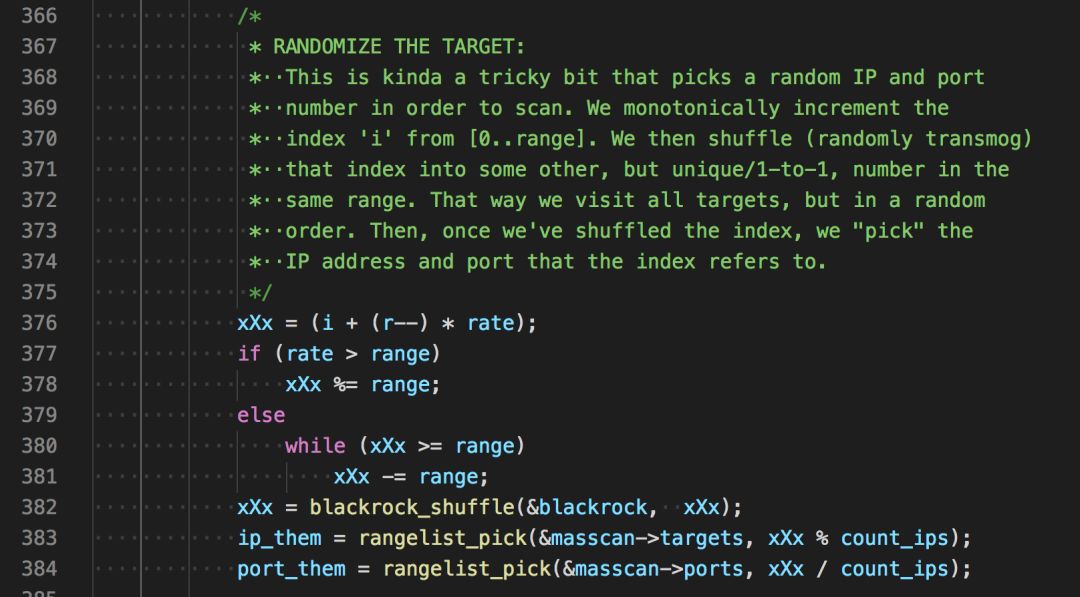 366 /*
367 * RANDOMIZE THE TARGET:
368 *  This is kinda a tricky bit that picks a random IP and port
369 *  number in order to scan. We monotonically increment the
370 *  index 'i' from [0..range]. We then shuffle (randomly transmog)
371 *  that index into some other, but unique/1-to-1, number in the
372 *  same range. That way we visit all targets, but in a random
373 *  order. Then, once we've shuffled the index, we "pick" the
374 *  IP address and port that the index refers to.
375 */
376 xXx = (i + (r--) * rate);
377 if (rate > range)
378     xXx %= range;
379 else
380     while (xXx >= range)
381         xXx -= range;
382 xXx = blackrock_shuffle(&blackrock,  xXx);
383 ip_them = rangelist_pick(&masscan->targets, xXx % count_ips);
384 port_them = rangelist_pick(&masscan->ports, xXx / count_ips);